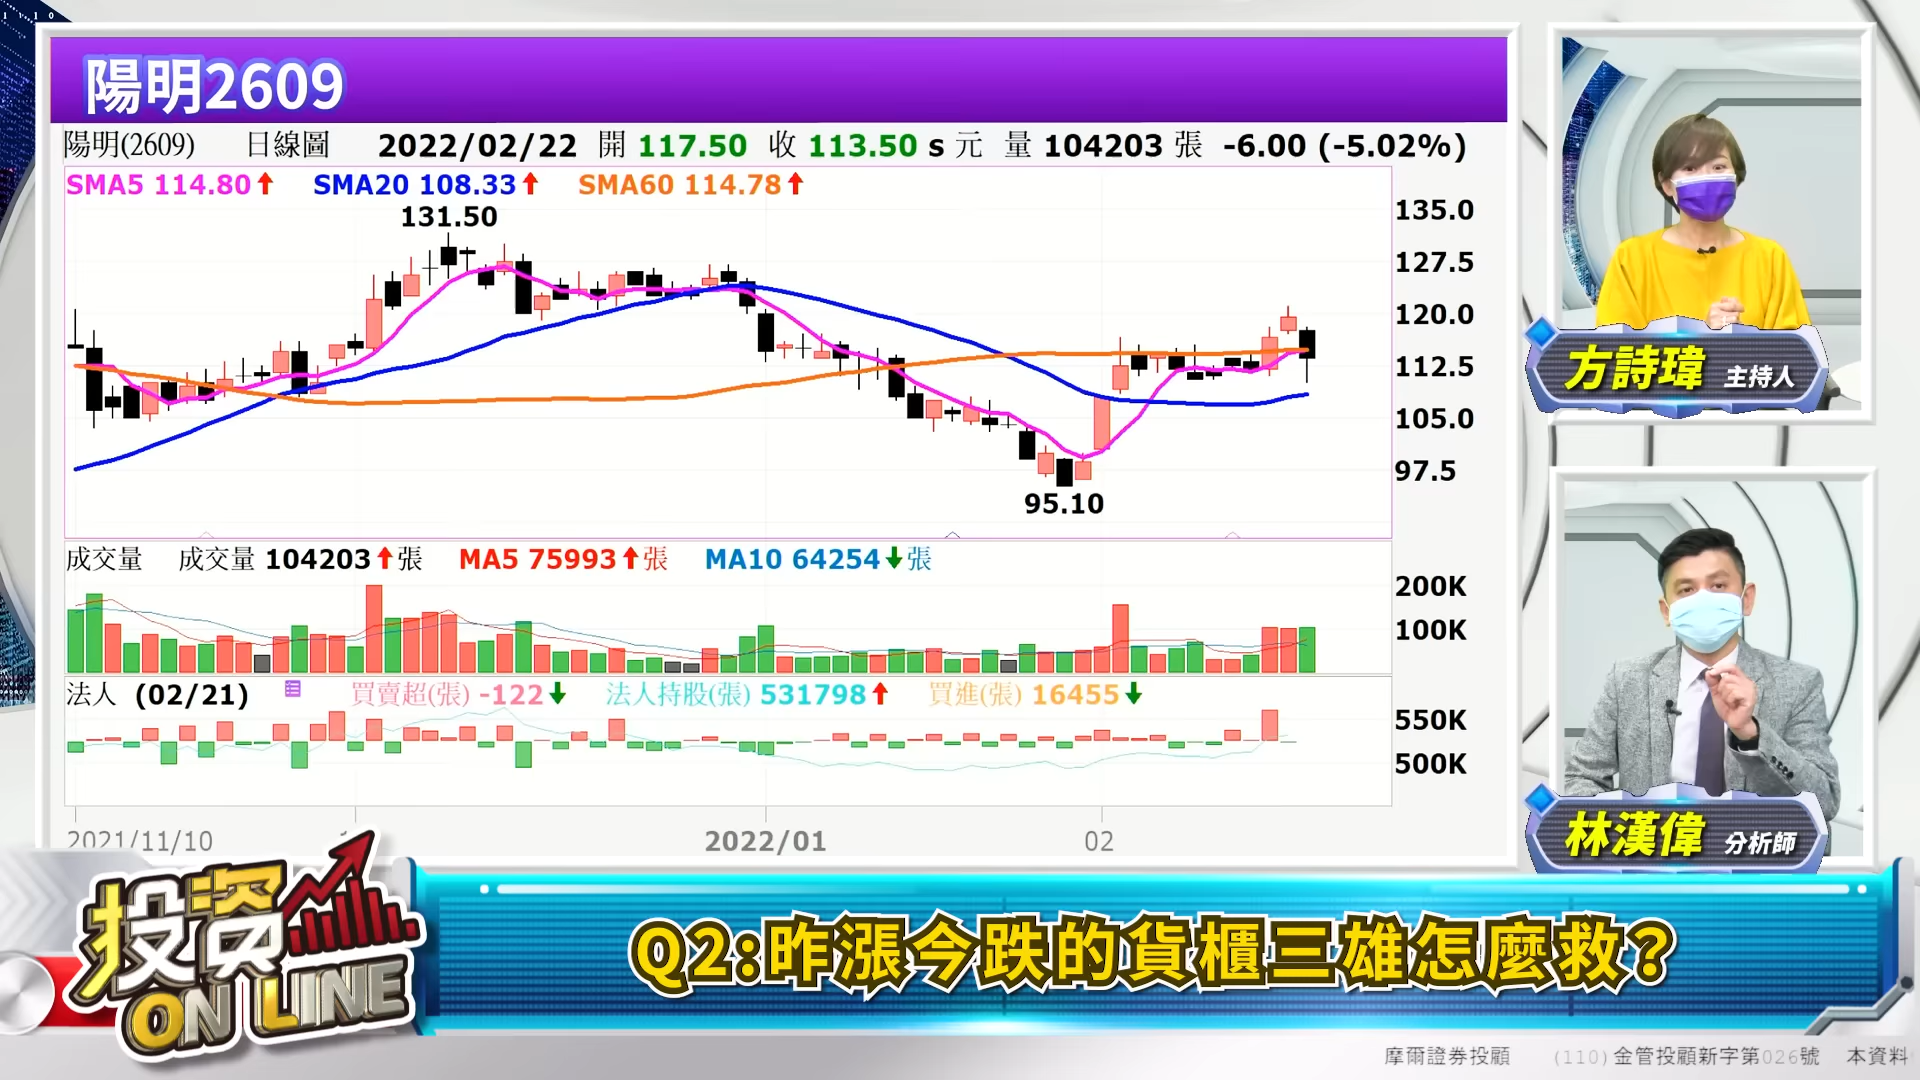 陽明2609
陽明(2609) 日線圖 2022/02/22 開 117.50 收 113.50 s 元 量 104203 張 -6.00 (-5.02%)
SMA5 114.80 SMA20 108.33 SMA60 114.78
131.50
135.0
127.5
120.0
112.5
105.0
97.5
95.10
成交量 成交量 104203 張 MA5 75993 張 MA10 64254 張
200K
100K
法人 (02/21) 買賣超(張) -122 法人持股(張) 531798 買進(張) 16455
550K
500K
2021/11/10 2022/01 02
方詩瑋 主持人
林漢偉 分析師
投資
ON LINE
Q2:昨漲今跌的貨櫃三雄怎麼救?
摩爾證券投顧 (110)金管投顧新字第026號 本資料